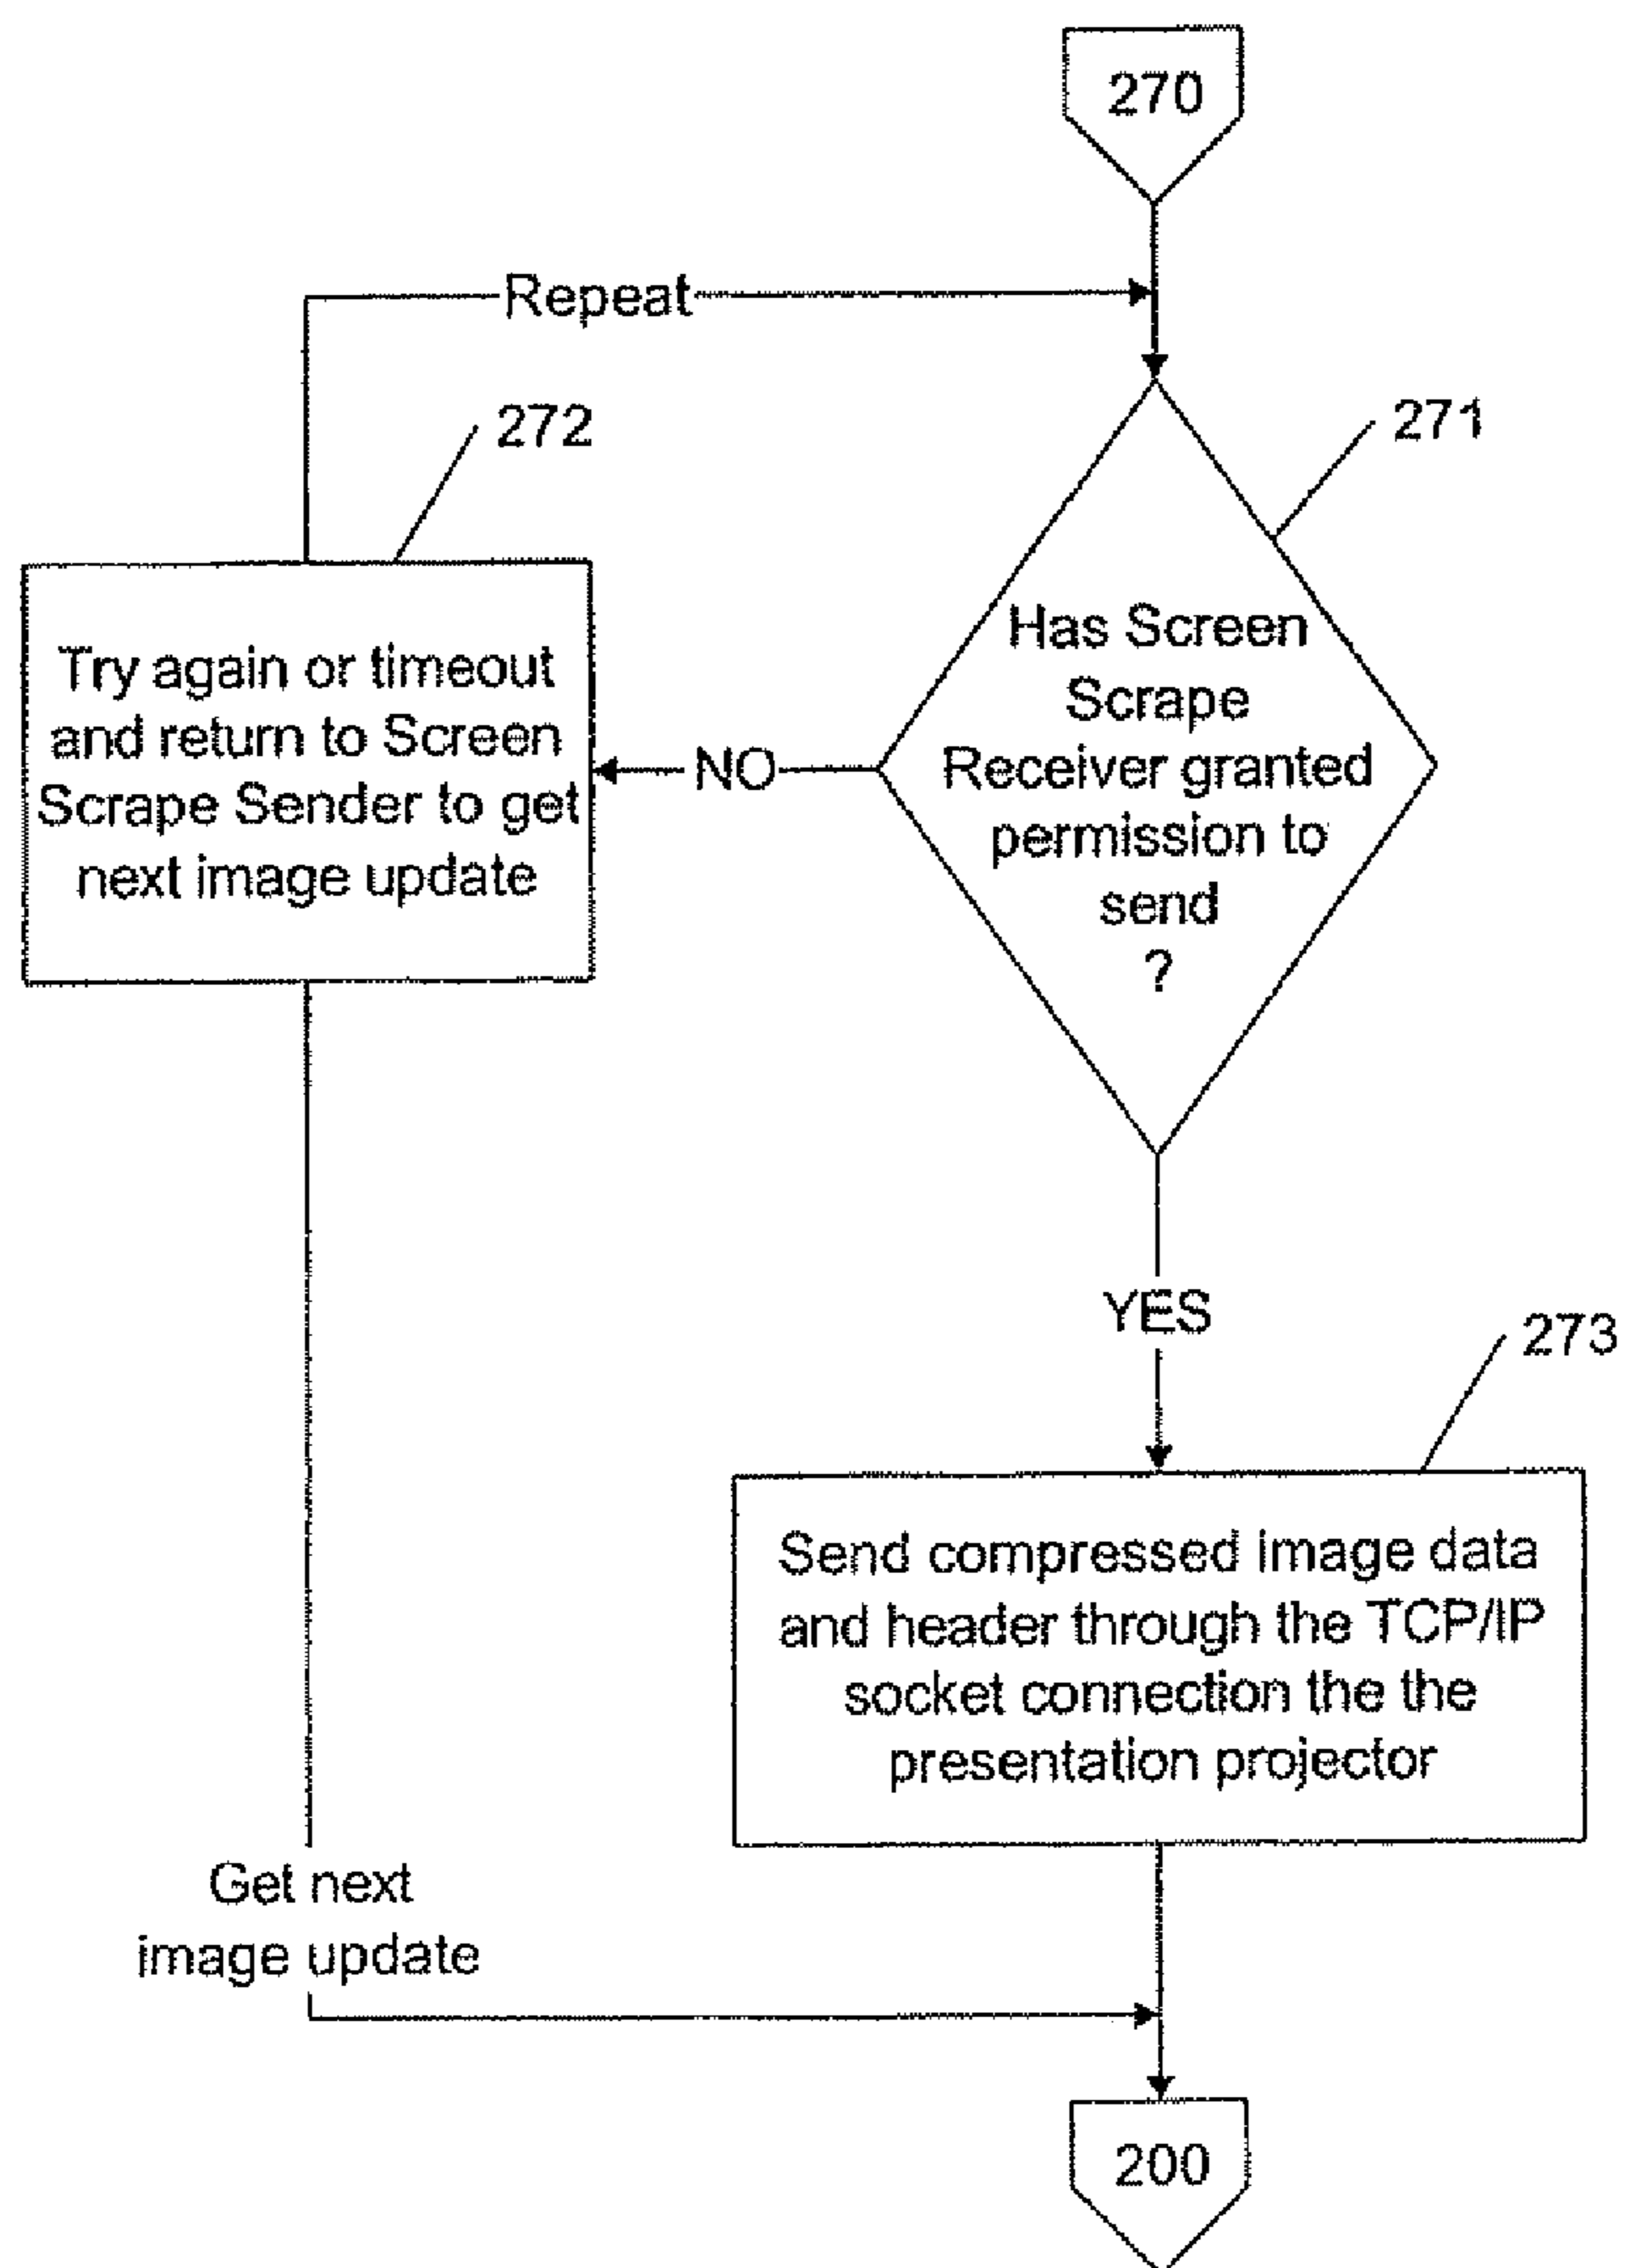 270
Repeat
272
271
Has Screen
Scrape
Receiver granted
permission to
send
?
Try again or timeout
and return to Screen
Scrape Sender to get
next image update
NO
YES
273
Send compressed image data
and header through the TCP/IP
socket connection the the
presentation projector
Get next
image update
200